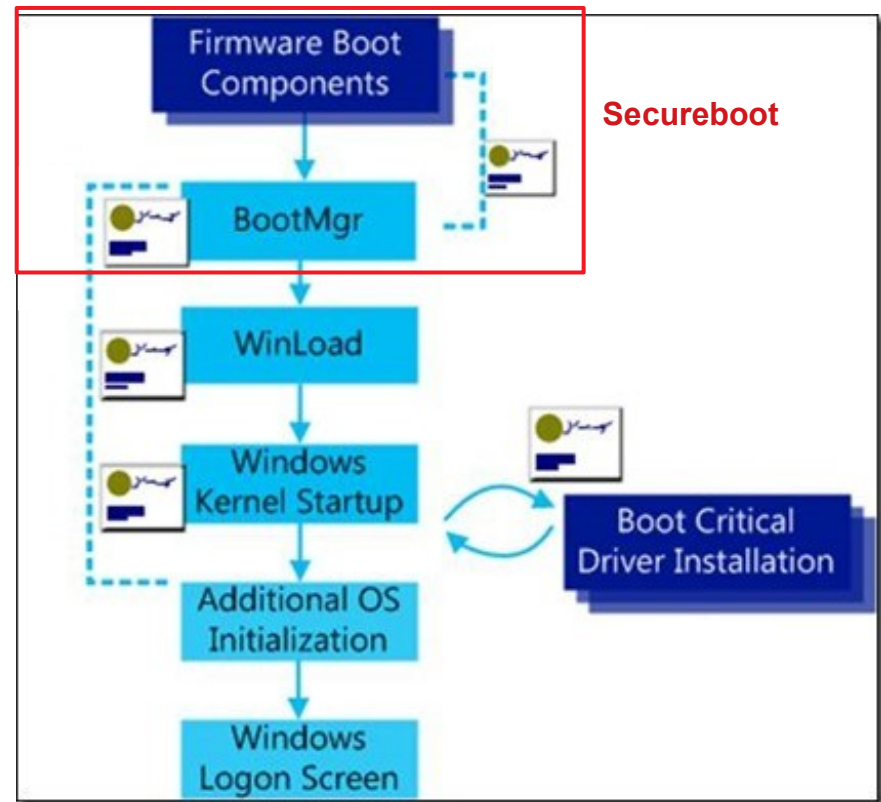 Firmware Boot
Components
Secureboot
BootMgr
WinLoad
Windows
Kernel Startup
Boot Critical
Driver Installation
Additional OS
Initialization
Windows
Logon Screen